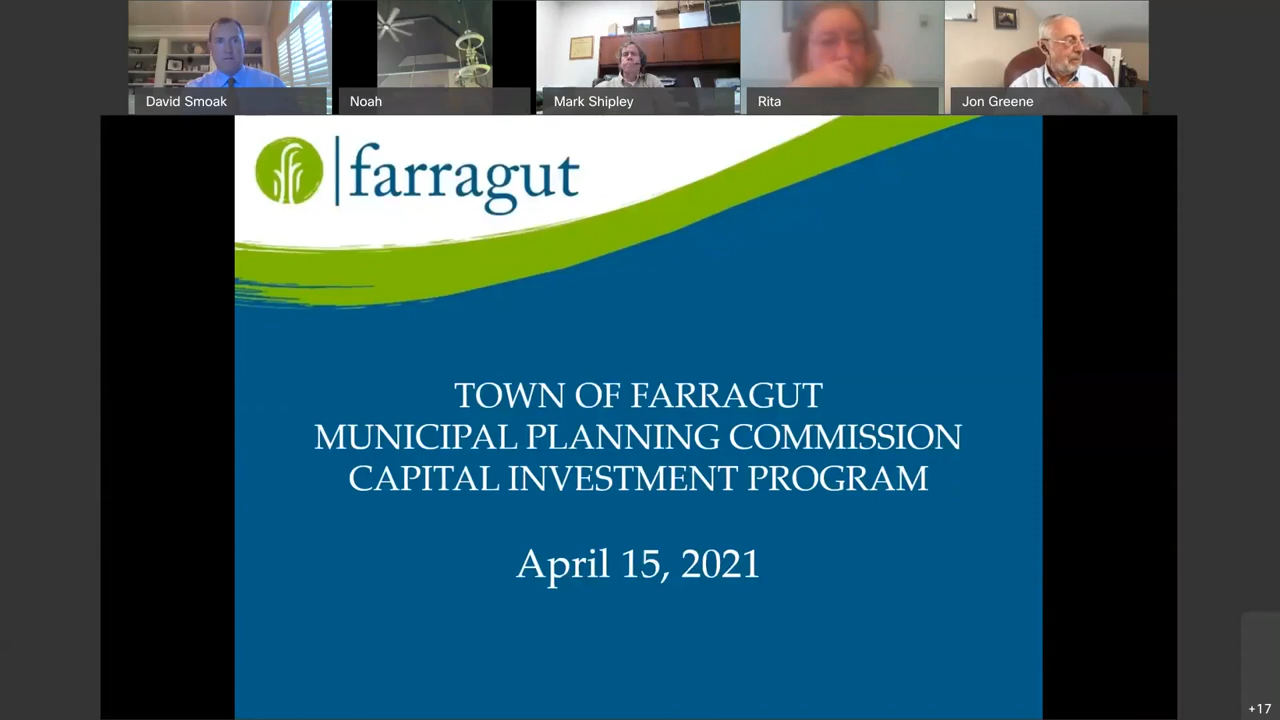 David Smoak
Noah
Mark Shipley
Rita
Jon Greene
farragut
TOWN OF FARRAGUT
MUNICIPAL PLANNING COMMISSION
CAPITAL INVESTMENT PROGRAM
April 15, 2021
+17